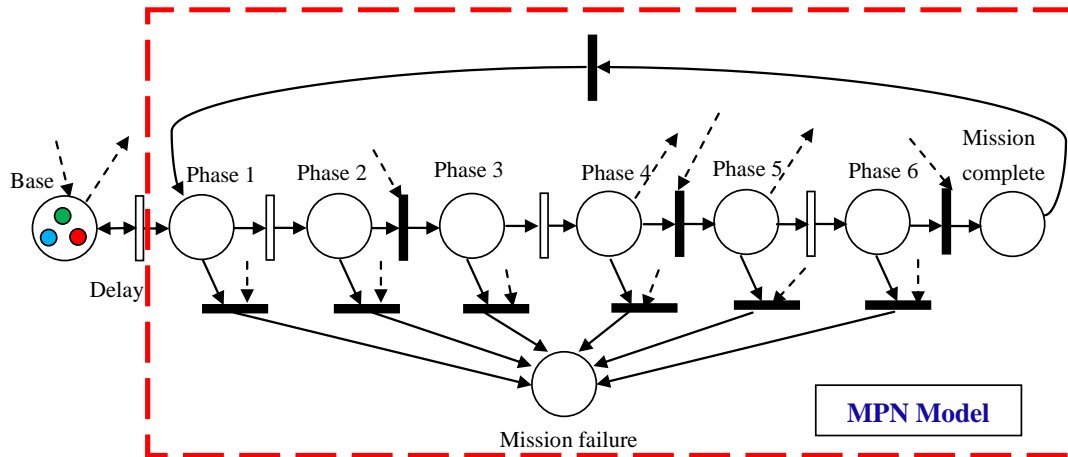 Base
Phase 1
Phase 2
Phase 3
Phase 4
Phase 5
Phase 6
Mission
complete
Delay
MPN Model
Mission failure